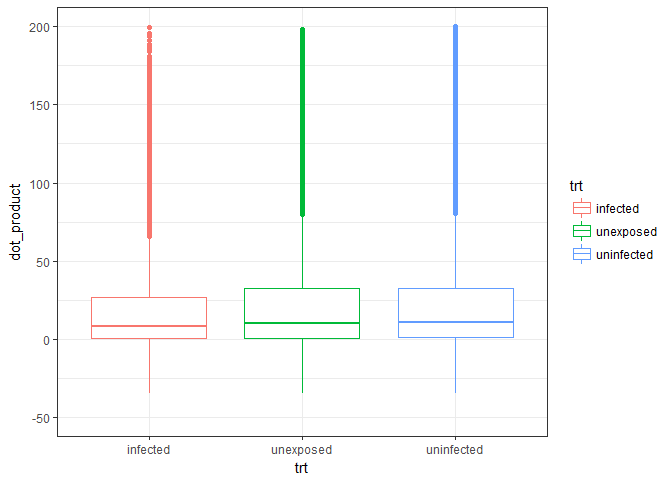 200
150
100
50
0
-50
dot_product
infected
unexposed
uninfected
trt
trt
infected
unexposed
uninfected